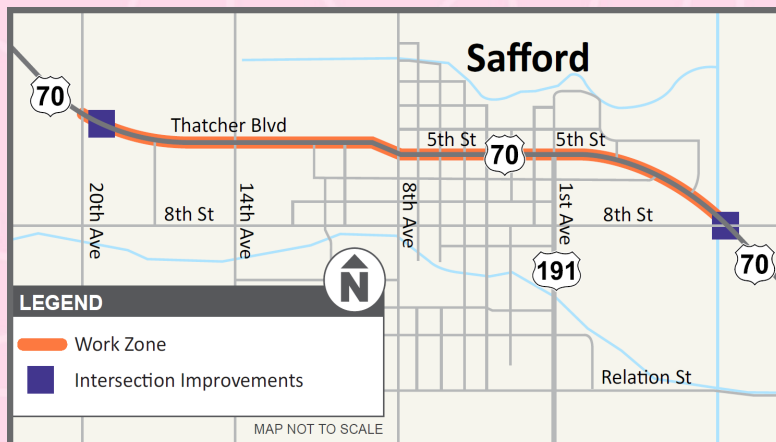 Safford
70
Thatcher Blvd
5th St
70
5th St
20th Ave
14th Ave
8th Ave
1st Ave
8th St
8th St
191
70
N
LEGEND
Work Zone
Intersection Improvements
Relation St
MAP NOT TO SCALE